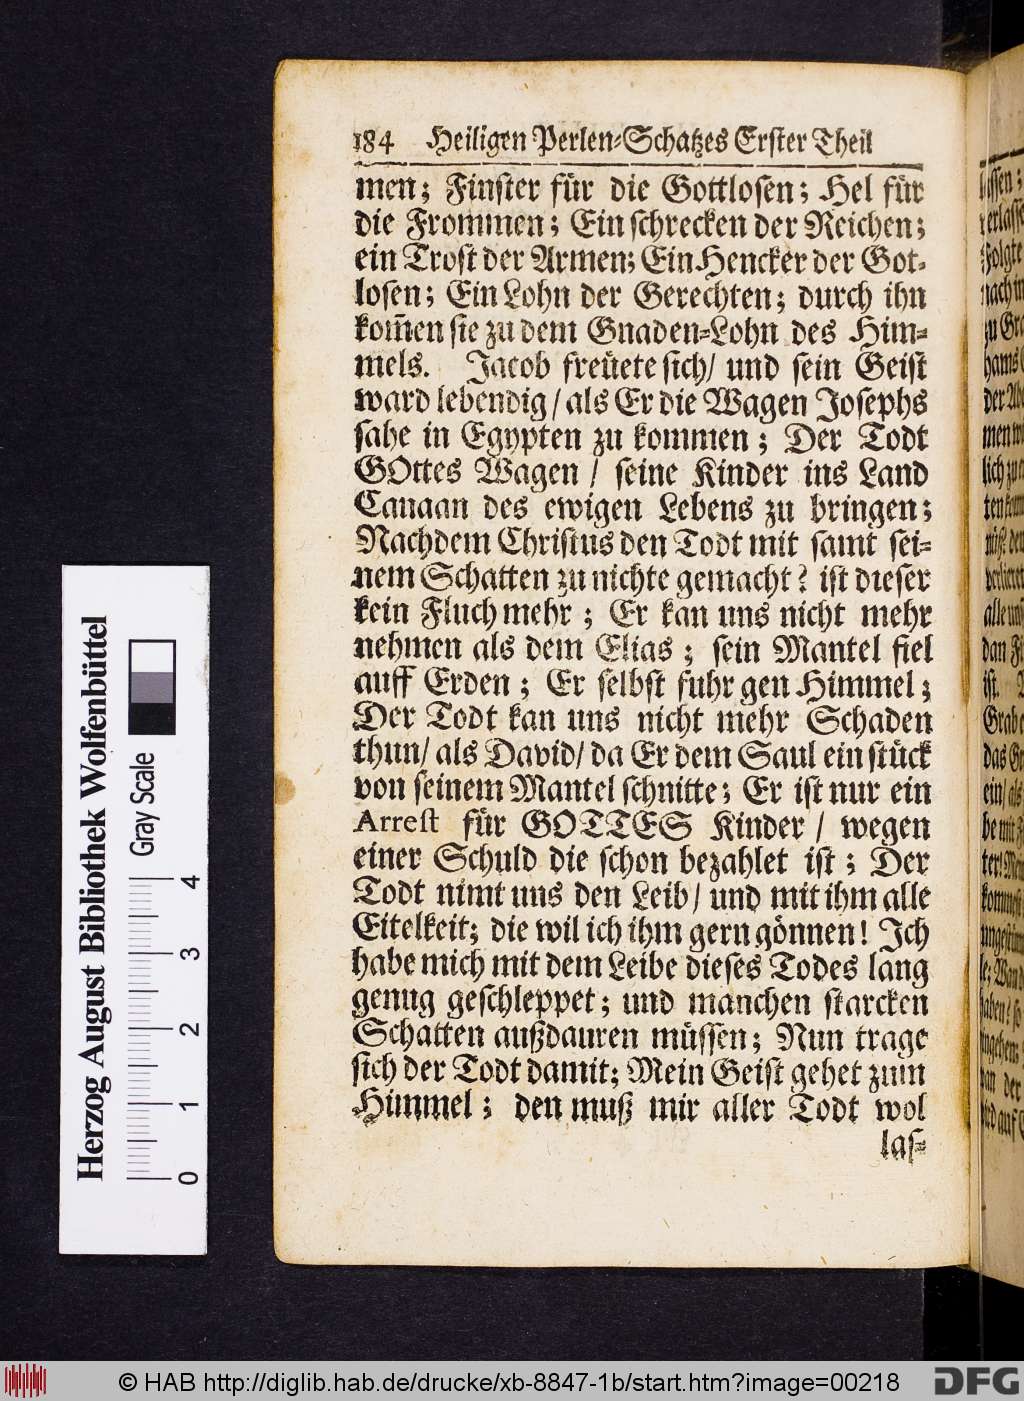 184 Heiligen Perlen-Schatzes Erster Theil
men; Finster für die Gottlosen; Hel für
die Frommen; Ein schrecken der Reichen;
ein Trost der Armen; Ein Hencker der Got-
losen; Ein Lohn der Gerechten; durch ihn
kom̃en sie zu dem Gnaden-Lohn des Him-
mels. Jacob freüete sich/ und sein Geist
ward lebendig/ als Er die Wagen Josephs
sahe in Egypten zu kommen; Der Todt
GOttes Wagen / seine Kinder ins Land
Canaan des ewigen Lebens zu bringen;
Nachdem Christus den Todt mit samt sei-
nem Schatten zu nichte gemacht? ist dieser
kein Fluch mehr; Er kan uns nicht mehr
nehmen als dem Elias; sein Mantel fiel
auff Erden; Er selbst fuhr gen Himmel;
Der Todt kan uns nicht mehr Schaden
thun/ als David/ da Er dem Saul ein stück
von seinem Mantel schnitte; Er ist nur ein
Arrest für GOTTES Kinder / wegen
einer Schuld die schon bezahlet ist; Der
Todt nimt uns den Leib/ und mit ihm alle
Eitelkeit; die wil ich ihm gern gönnen! Ich
habe mich mit dem Leibe dieses Todes lang
genug geschleppet; und manchen starcken
Schatten außdauren müssen; Nun trage
sich der Todt damit; Mein Geist gehet zum
Himmel; den muß mir aller Todt wol
las-
Herzog August Bibliothek Wolfenbüttel
Gray Scale
0 1 2 3 4
© HAB http://diglib.hab.de/drucke/xb-8847-1b/start.htm?image=00218
DFG